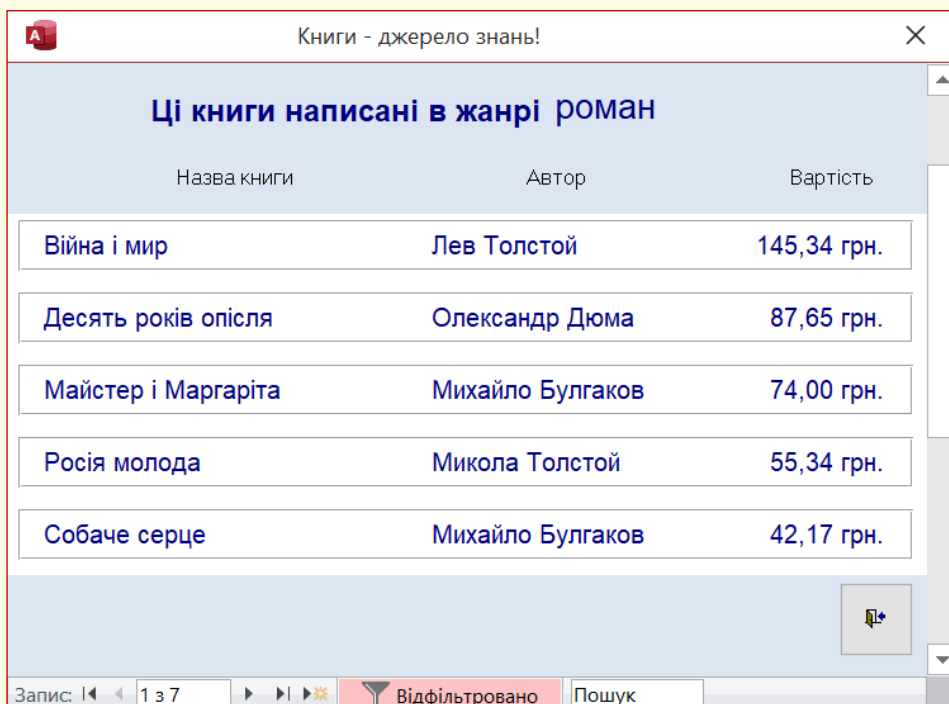 Книги - джерело знань!
Ці книги написані в жанрі роман
Назва книги Автор Вартість
Війна і мир Лев Толстой 145,34 грн.
Десять років опісля Олександр Дюма 87,65 грн.
Майстер і Маргаріта Михайло Булгаков 74,00 грн.
Росія молода Микола Толстой 55,34 грн.
Собаче серце Михайло Булгаков 42,17 грн.
Запис: 1 з 7 Відфільтровано Пошук